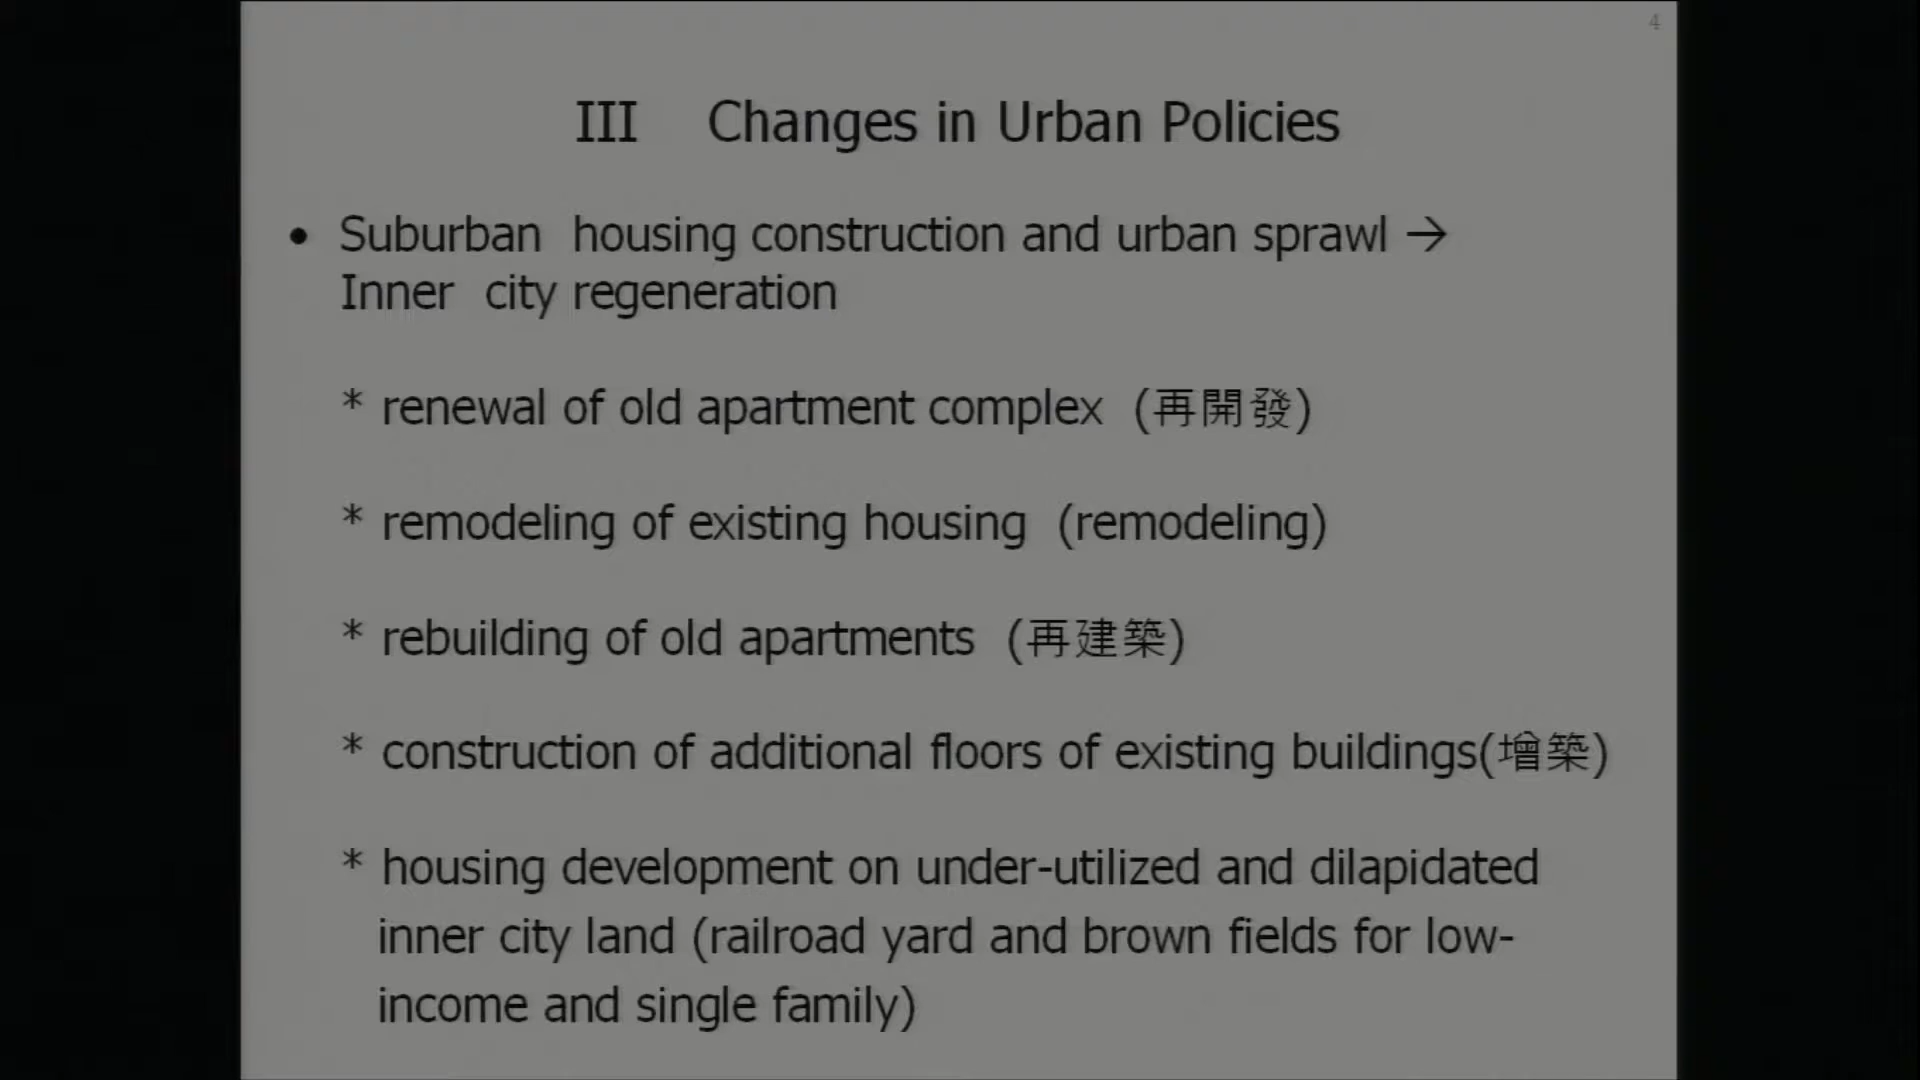 4
III Changes in Urban Policies
• Suburban housing construction and urban sprawl →
Inner city regeneration
* renewal of old apartment complex (再開發)
* remodeling of existing housing (remodeling)
* rebuilding of old apartments (再建築)
* construction of additional floors of existing buildings(增築)
* housing development on under-utilized and dilapidated
inner city land (railroad yard and brown fields for low-
income and single family)